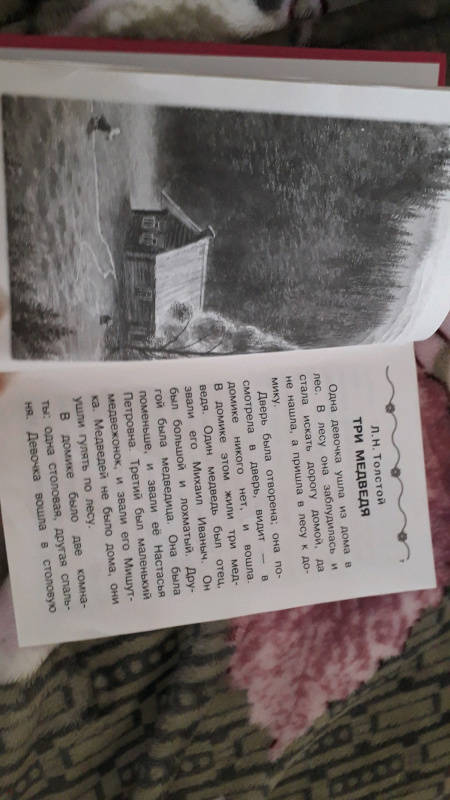 Л.Н. Толстой
ТРИ МЕДВЕДЯ
Одна девочка ушла из дома в
лес. В лесу она заблудилась и
стала искать дорогу домой, да
не нашла, а пришла в лесу к до-
мику.
Дверь была отворена: она по-
смотрела в дверь, видит — в
домике никого нет, и вошла.
В домике этом жили три мед-
ведя. Один медведь был отец,
звали его Михаил Иваныч. Он
был большой и лохматый. Дру-
гой была медведица. Она была
поменьше, и звали её Настасья
Петровна. Третий был маленький
медвежонок, и звали его Мишут-
ка. Медведей не было дома, они
ушли гулять по лесу.
В домике было две комна-
ты: одна столовая, другая спаль-
ня. Девочка вошла в столовую